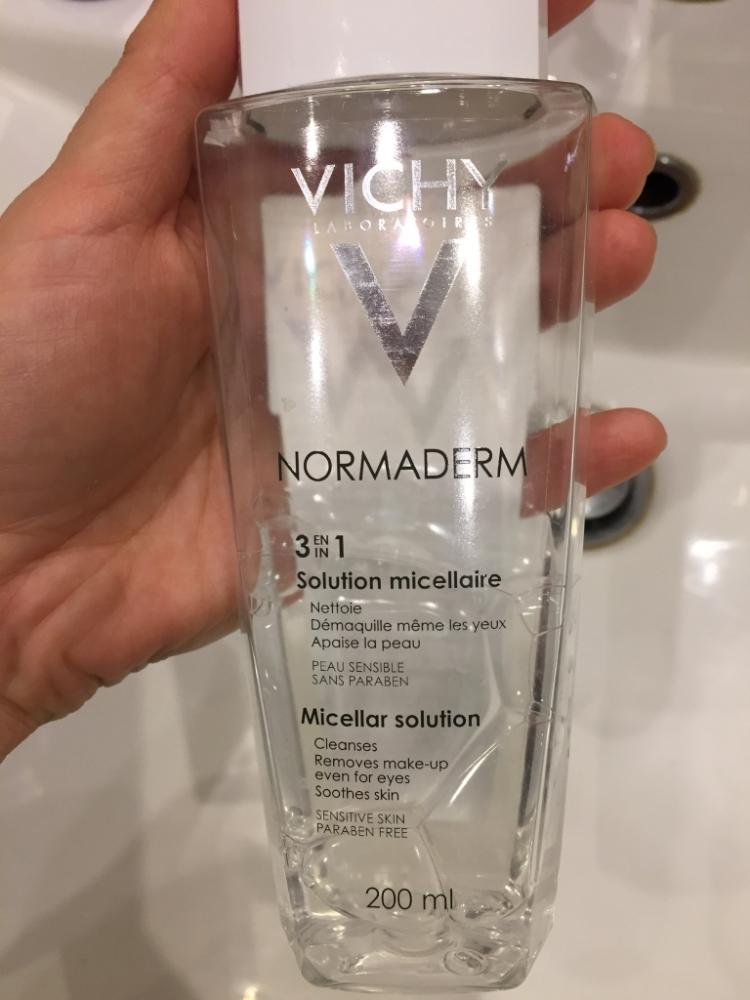 VICHY
LABORATOIRES
V
NORMADERM
3 EN IN 1
Solution micellaire
Nettoie
Démaquille même les yeux
Apaise la peau
PEAU SENSIBLE
SANS PARABEN
Micellar solution
Cleanses
Removes make-up
even for eyes
Soothes skin
SENSITIVE SKIN
PARABEN FREE
200 ml